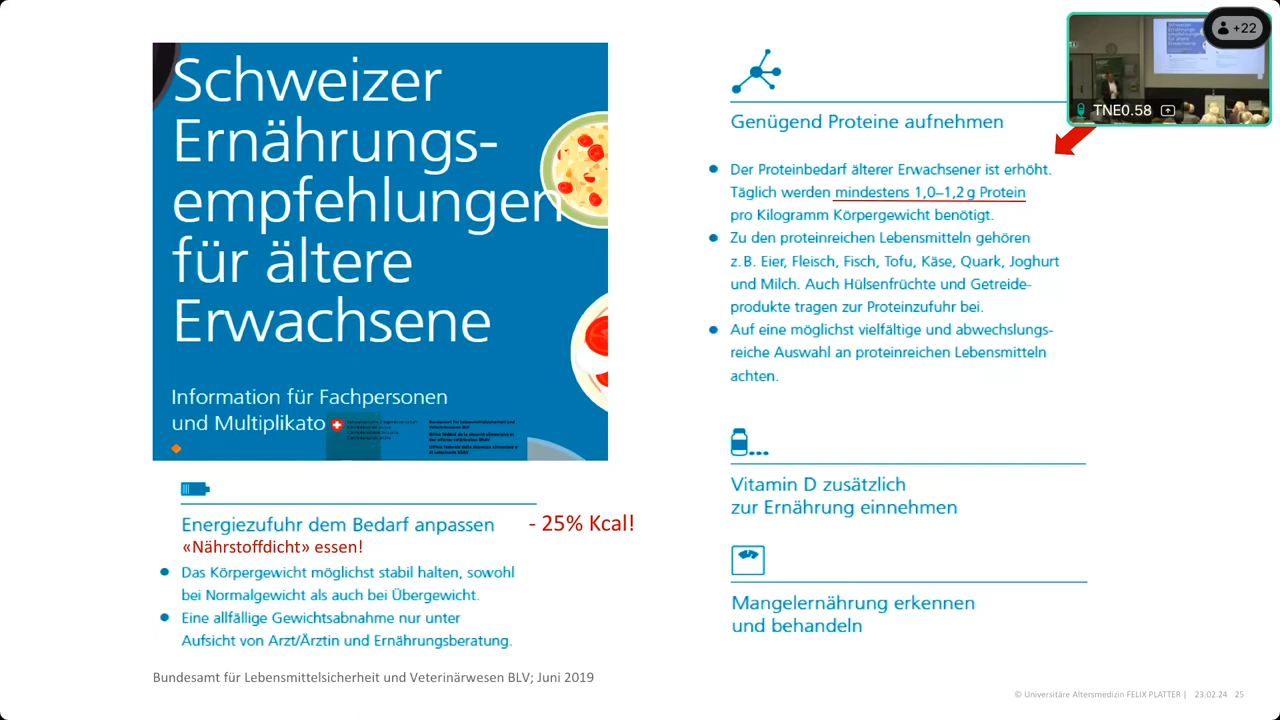 Schweizer
Ernährungs-
empfehlungen
für ältere
Erwachsene
Information für Fachpersonen
und Multiplikato
Energiezufuhr dem Bedarf anpassen - 25% Kcal!
«Nährstoffdicht» essen!
Das Körpergewicht möglichst stabil halten, sowohl
bei Normalgewicht als auch bei Übergewicht.
Eine allfällige Gewichtsabnahme nur unter
Aufsicht von Arzt/Ärztin und Ernährungsberatung.
Bundesamt für Lebensmittelsicherheit und Veterinärwesen BLV; Juni 2019
Genügend Proteine aufnehmen
Der Proteinbedarf älterer Erwachsener ist erhöht.
Täglich werden mindestens 1,0–1,2 g Protein
pro Kilogramm Körpergewicht benötigt.
Zu den proteinreichen Lebensmitteln gehören
z. B. Eier, Fleisch, Fisch, Tofu, Käse, Quark, Joghurt
und Milch. Auch Hülsenfrüchte und Getreide-
produkte tragen zur Proteinzufuhr bei.
Auf eine möglichst vielfältige und abwechslungs-
reiche Auswahl an proteinreichen Lebensmitteln
achten.
Vitamin D zusätzlich
zur Ernährung einnehmen
Mangelernährung erkennen
und behandeln
+22
TNE0.58
© Universitäre Altersmedizin FELIX PLATTER | 23.02.24 25